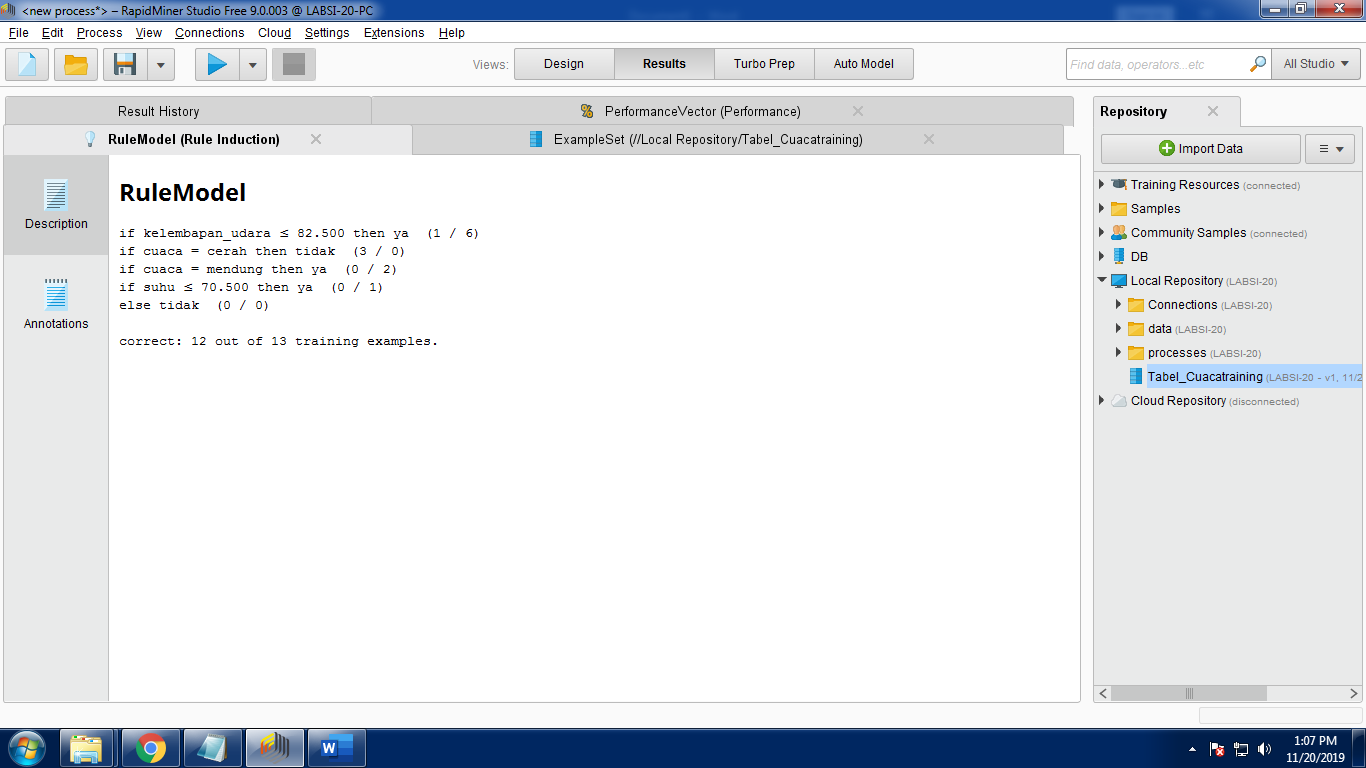 <new process*> – RapidMiner Studio Free 9.0.003 @ LABSI-20-PC
File Edit Process View Connections Cloud Settings Extensions Help
Views: Design Results Turbo Prep Auto Model
Find data, operators...etc
All Studio
Result History
PerformanceVector (Performance)
RuleModel (Rule Induction)
ExampleSet (//Local Repository/Tabel_Cuacatraining)
Description
Annotations
RuleModel
if kelembapan_udara ≤ 82.500 then ya (1 / 6)
if cuaca = cerah then tidak (3 / 0)
if cuaca = mendung then ya (0 / 2)
if suhu ≤ 70.500 then ya (0 / 1)
else tidak (0 / 0)
correct: 12 out of 13 training examples.
Repository
Import Data
Training Resources (connected)
Samples
Community Samples (connected)
DB
Local Repository (LABSI-20)
Connections (LABSI-20)
data (LABSI-20)
processes (LABSI-20)
Tabel_Cuacatraining (LABSI-20 - v1, 11/2
Cloud Repository (disconnected)
1:07 PM
11/20/2019